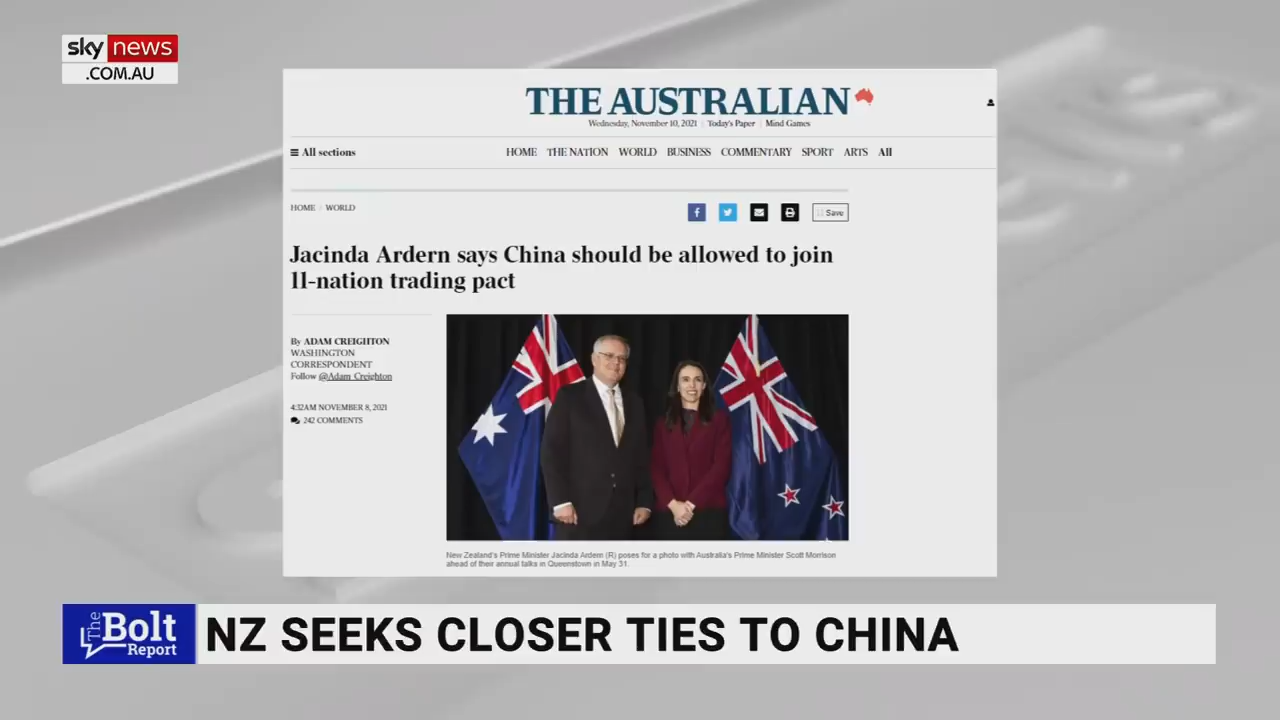 sky news
.COM.AU
THE AUSTRALIAN
Wednesday, November 10, 2021 | Today's Paper | Mind Games
All sections
HOME THE NATION WORLD BUSINESS COMMENTARY SPORT ARTS All
HOME / WORLD
Save
Jacinda Ardern says China should be allowed to join
11-nation trading pact
By ADAM CREIGHTON
WASHINGTON
CORRESPONDENT
Follow @Adam_Creighton
4:32AM NOVEMBER 8, 2021
242 COMMENTS
New Zealand's Prime Minister Jacinda Ardern (R) poses for a photo with Australia's Prime Minister Scott Morrison
ahead of their annual talks in Queenstown in May 31.
The Bolt
Report
NZ SEEKS CLOSER TIES TO CHINA